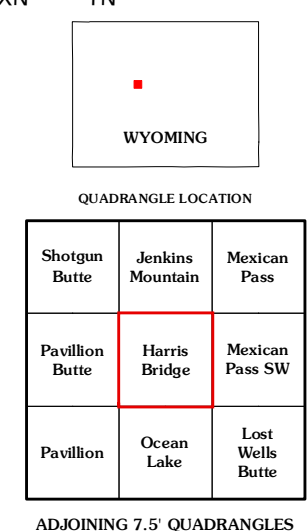 WYOMING
QUADRANGLE LOCATION
Shotgun Butte
Jenkins Mountain
Mexican Pass
Pavillion Butte
Harris Bridge
Mexican Pass SW
Pavillion
Ocean Lake
Lost Wells Butte
ADJOINING 7.5' QUADRANGLES